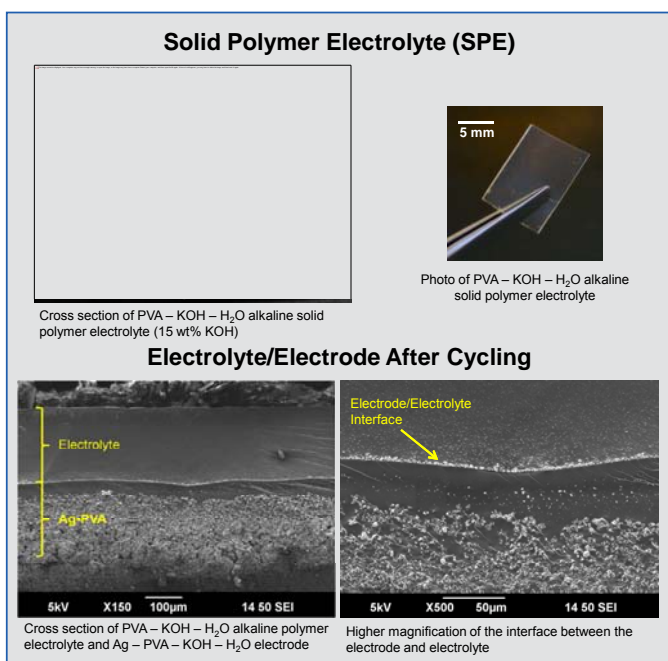 Solid Polymer Electrolyte (SPE)
5 mm
Photo of PVA – KOH – H₂O alkaline
solid polymer electrolyte
Cross section of PVA – KOH – H₂O alkaline solid
polymer electrolyte (15 wt% KOH)
Electrolyte/Electrode After Cycling
Electrolyte
Ag-PVA
5kV X150 100µm 14 50 SEI
Electrode/Electrolyte
Interface
5kV X500 50µm 14 50 SEI
Cross section of PVA – KOH – H₂O alkaline polymer
electrolyte and Ag – PVA – KOH – H₂O electrode
Higher magnification of the interface between the
electrode and electrolyte